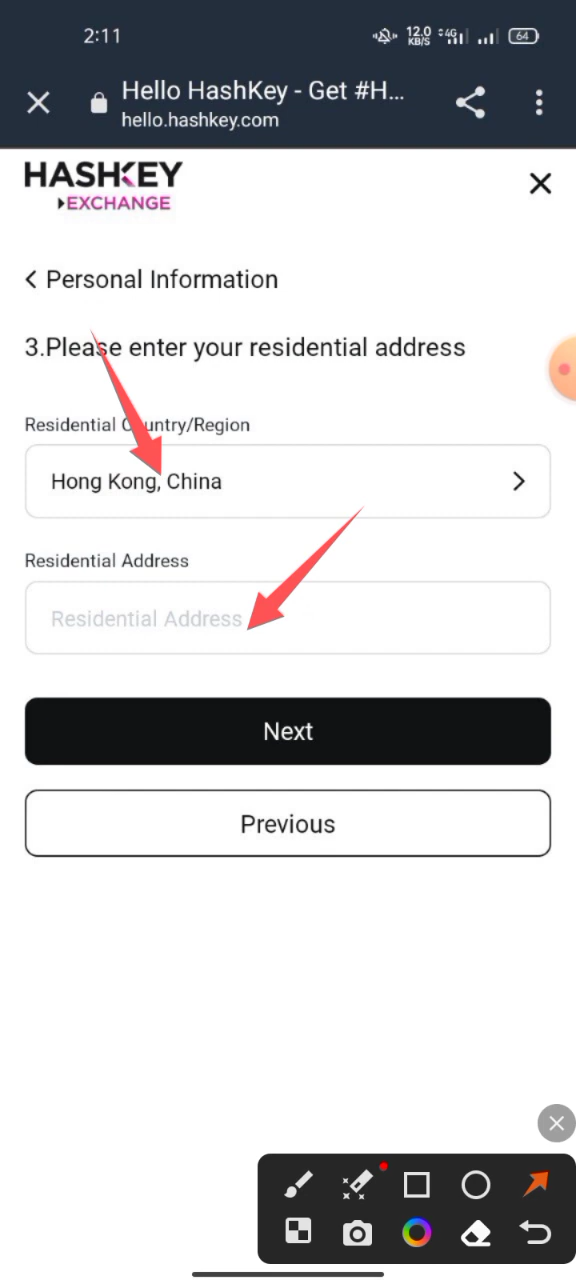 2:11
12.0
KB/S
4G
64
Hello HashKey - Get #H...
hello.hashkey.com
HASHKEY
EXCHANGE
Personal Information
3.Please enter your residential address
Residential Country/Region
Hong Kong, China
Residential Address
Residential Address
Next
Previous